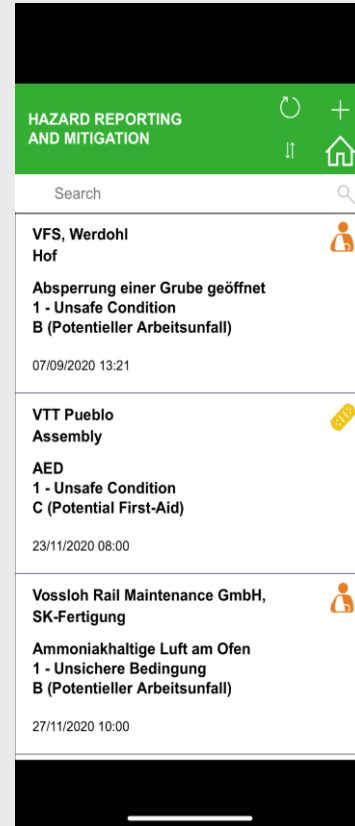 HAZARD REPORTING
AND MITIGATION
Search
VFS, Werdohl
Hof
Absperrung einer Grube geöffnet
1 - Unsafe Condition
B (Potentieller Arbeitsunfall)
07/09/2020 13:21
VTT Pueblo
Assembly
AED
1 - Unsafe Condition
C (Potential First-Aid)
23/11/2020 08:00
Vossloh Rail Maintenance GmbH,
SK-Fertigung
Ammoniakhaltige Luft am Ofen
1 - Unsichere Bedingung
B (Potentieller Arbeitsunfall)
27/11/2020 10:00